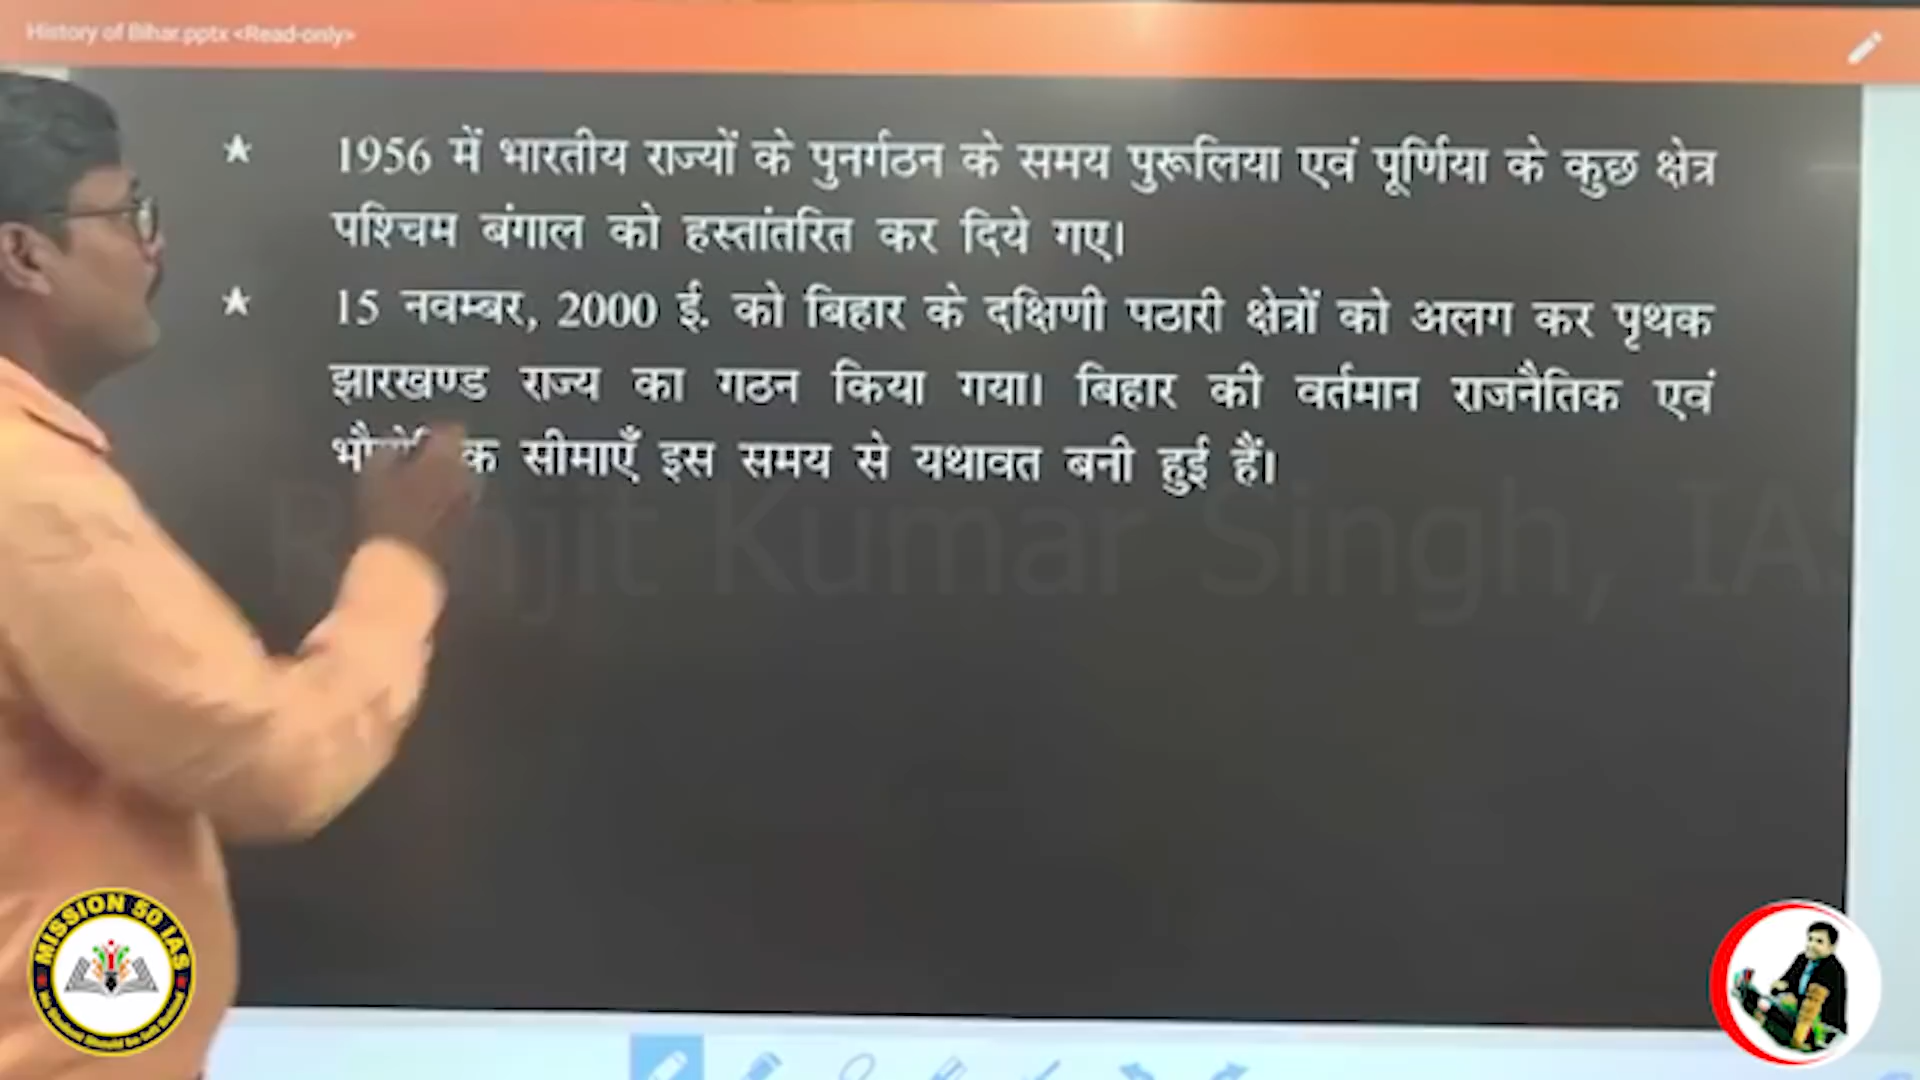 History of Bihar.pptx <Read-only>
★ 1956 में भारतीय राज्यों के पुनर्गठन के समय पुरूलिया एवं पूर्णिया के कुछ क्षेत्र
पश्चिम बंगाल को हस्तांतरित कर दिये गए।
★ 15 नवम्बर, 2000 ई. को बिहार के दक्षिणी पठारी क्षेत्रों को अलग कर पृथक
झारखण्ड राज्य का गठन किया गया। बिहार की वर्तमान राजनैतिक एवं
सीमाएँ इस समय से यथावत बनी हुई हैं।
Kumar Singh,
MISSION 50 IAS